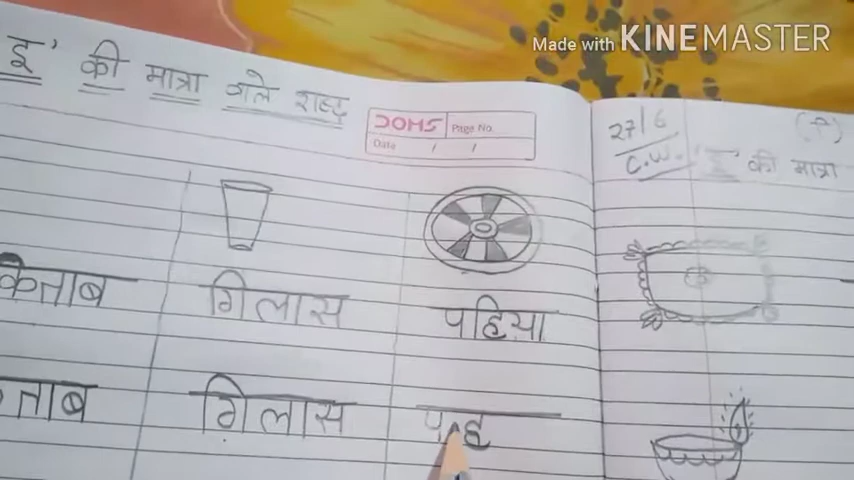 Made with KINEMASTER
इ' की मात्रा वाले शब्द
DOMS Page No.
Date / /
27/6
C.W. 'इ' की मात्रा
किताब गिलास पहिया
गिलास पह